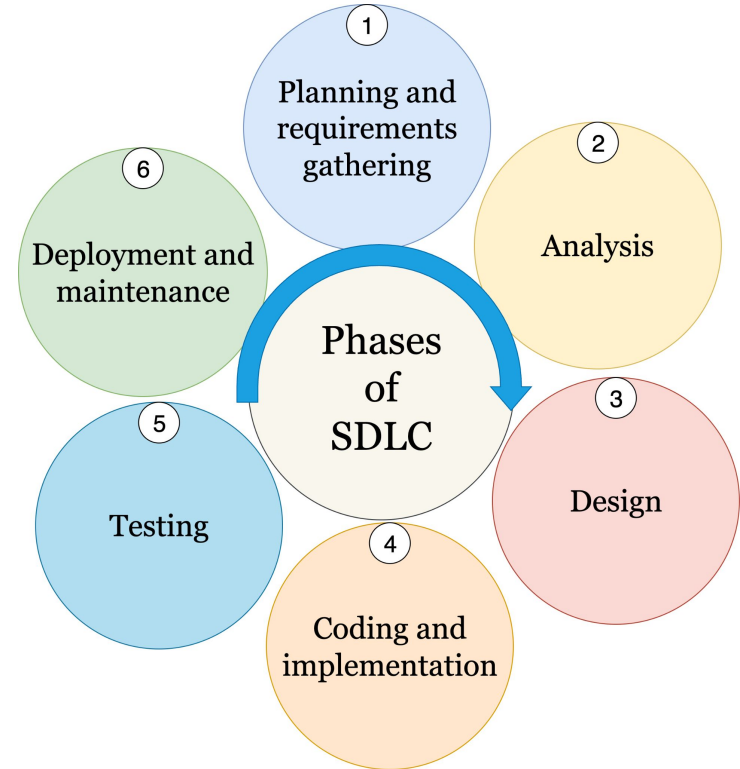 1
Planning and
requirements
gathering
2
Analysis
3
Design
4
Coding and
implementation
5
Testing
6
Deployment and
maintenance
Phases
of
SDLC